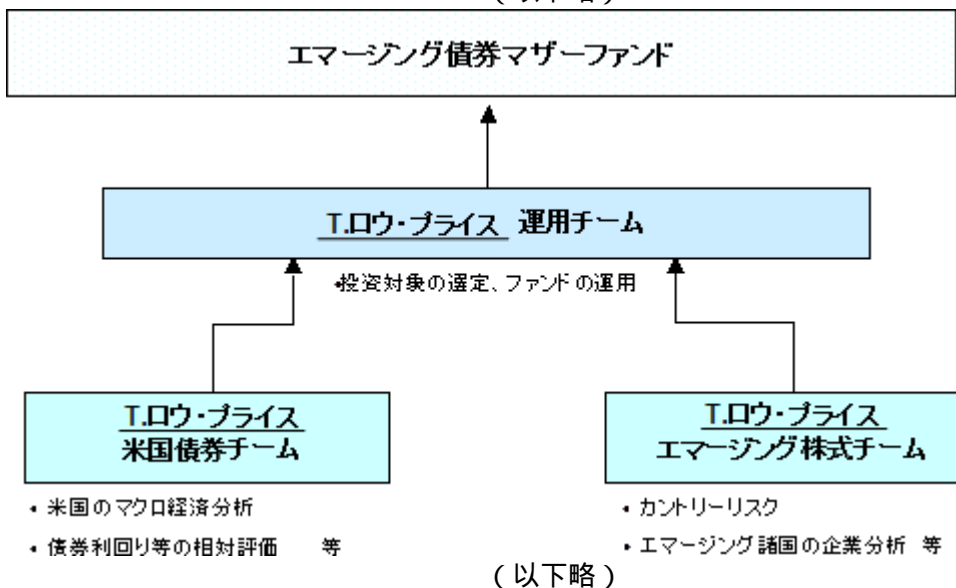 （以下略）
エマージング債券マザーファンド
T.ロウ・プライス 運用チーム
•投資対象の選定、ファンドの運用
T.ロウ・プライス
米国債券チーム
T.ロウ・プライス
エマージング株式チーム
• 米国のマクロ経済分析
• 債券利回り等の相対評価 等
• カントリーリスク
• エマージング諸国の企業分析 等
（以下略）